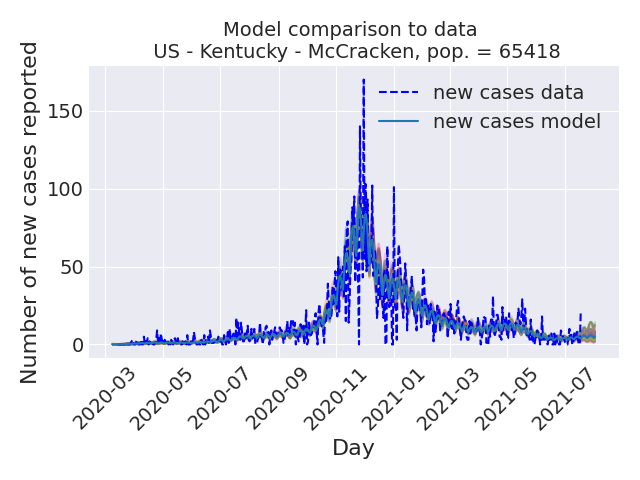 Model comparison to data
US - Kentucky - McCracken, pop. = 65418
new cases data
new cases model
Number of new cases reported
150
100
50
0
2020-03
2020-05
2020-07
2020-09
2020-11
2021-01
2021-03
2021-05
2021-07
Day